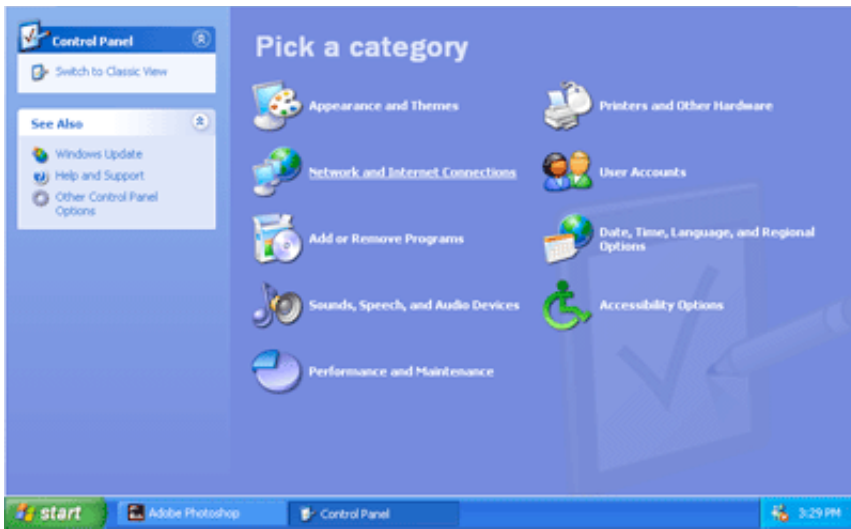 Control Panel
Switch to Classic View
See Also
Windows Update
Help and Support
Other Control Panel
Options
Pick a category
Appearance and Themes
Printers and Other Hardware
Network and Internet Connections
User Accounts
Add or Remove Programs
Date, Time, Language, and Regional
Options
Sounds, Speech, and Audio Devices
Accessibility Options
Performance and Maintenance
start
Adobe Photoshop
Control Panel
3:29 PM